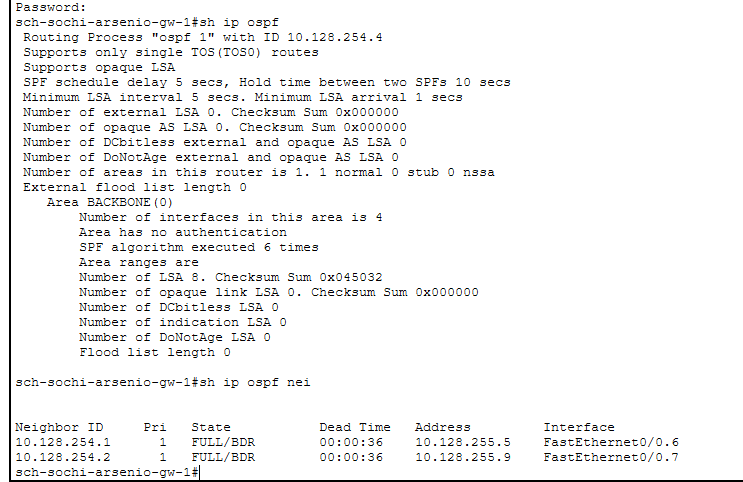 Password:
sch-sochi-arsenio-gw-1#sh ip ospf
 Routing Process "ospf 1" with ID 10.128.254.4
 Supports only single TOS(TOS0) routes
 Supports opaque LSA
 SPF schedule delay 5 secs, Hold time between two SPFs 10 secs
 Minimum LSA interval 5 secs. Minimum LSA arrival 1 secs
 Number of external LSA 0. Checksum Sum 0x000000
 Number of opaque AS LSA 0. Checksum Sum 0x000000
 Number of DCbitless external and opaque AS LSA 0
 Number of DoNotAge external and opaque AS LSA 0
 Number of areas in this router is 1. 1 normal 0 stub 0 nssa
 External flood list length 0
    Area BACKBONE(0)
        Number of interfaces in this area is 4
        Area has no authentication
        SPF algorithm executed 6 times
        Area ranges are
        Number of LSA 8. Checksum Sum 0x045032
        Number of opaque link LSA 0. Checksum Sum 0x000000
        Number of DCbitless LSA 0
        Number of indication LSA 0
        Number of DoNotAge LSA 0
        Flood list length 0
sch-sochi-arsenio-gw-1#sh ip ospf nei
Neighbor ID     Pri   State           Dead Time   Address         Interface
10.128.254.1      1   FULL/BDR        00:00:36    10.128.255.5    FastEthernet0/0.6
10.128.254.2      1   FULL/BDR        00:00:36    10.128.255.9    FastEthernet0/0.7
sch-sochi-arsenio-gw-1#